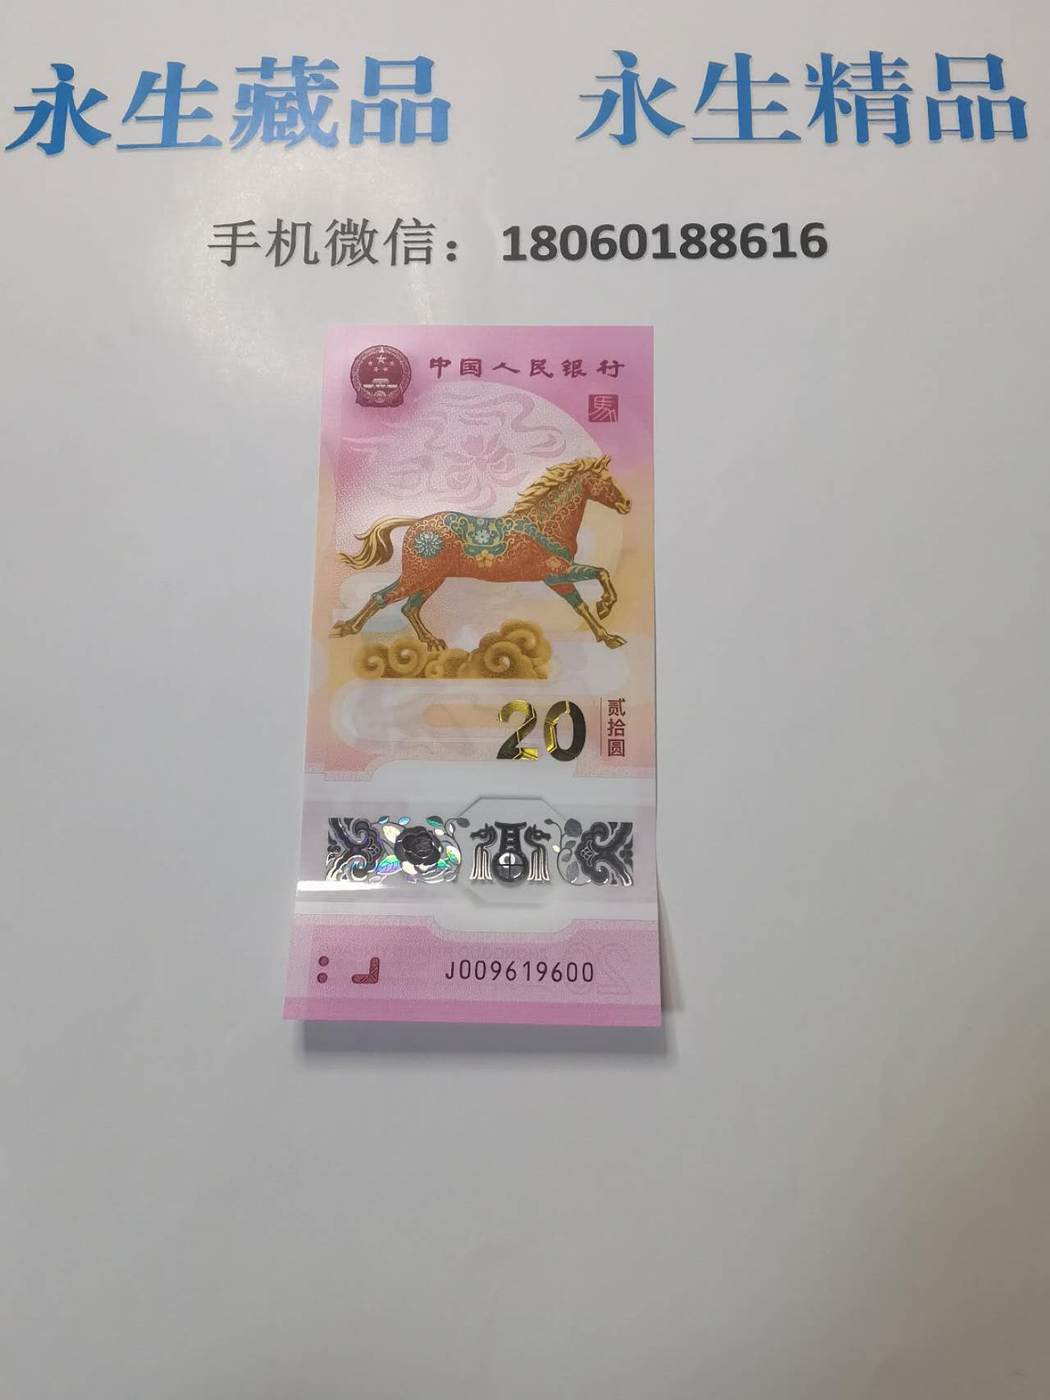 永生藏品 永生精品
手机微信：18060188616
中国人民银行
馬
20
贰拾圆
J009619600
20